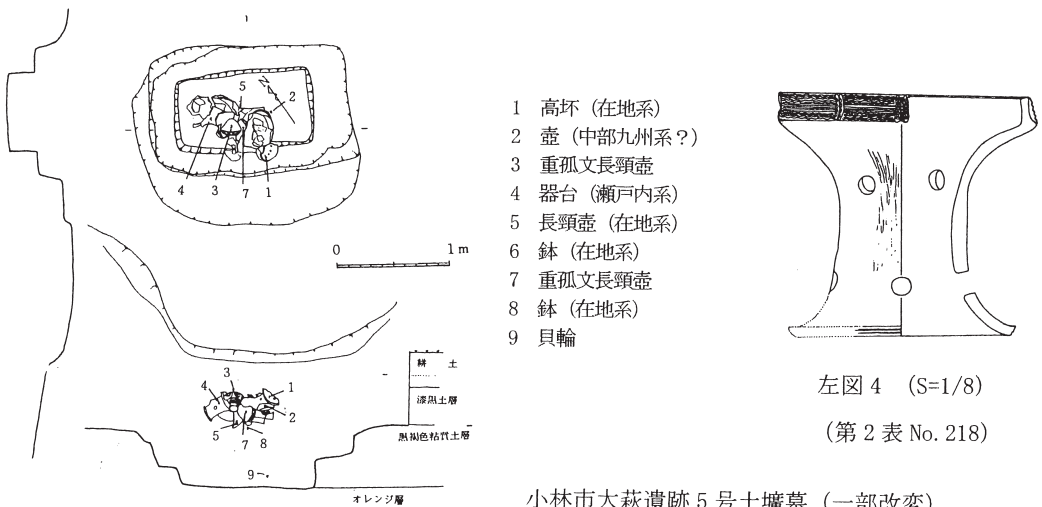 5
2
4
3
7
1
0
1m
1 高坏 (在地系)
2 壺 (中部九州系?)
3 重孤文長頸壺
4 器台 (瀬戸内系)
5 長頸壺 (在地系)
6 鉢 (在地系)
7 重孤文長頸壺
8 鉢 (在地系)
9 貝輪
左図4 (S=1/8)
(第2表 No.218)
3
4
1
2
5
7
8
9
耕 土
漆黒土層
黒褐色粘質土層
オレンジ層
小林市大萩遺跡5号土壙墓 (一部改変)